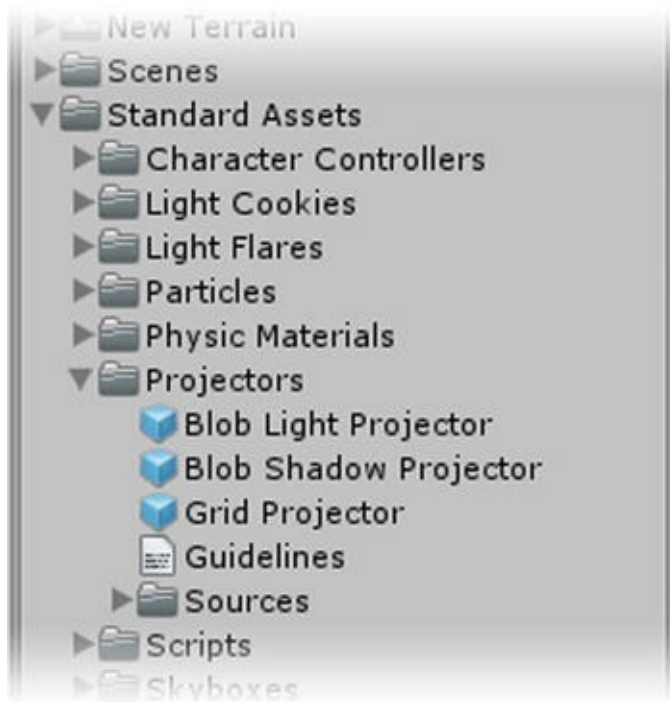 New Terrain
Scenes
Standard Assets
Character Controllers
Light Cookies
Light Flares
Particles
Physic Materials
Projectors
Blob Light Projector
Blob Shadow Projector
Grid Projector
Guidelines
Sources
Scripts
Skyboxes